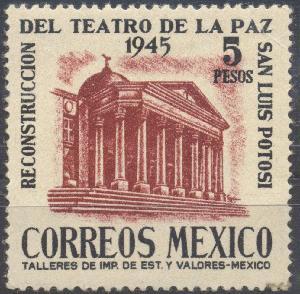 RECONSTRUCCION
DEL TEATRO DE LA PAZ
1945
5
PESOS
SAN LUIS POTOSI
CORREOS MEXICO
TALLERES DE IMP. DE EST. Y VALORES-MEXICO